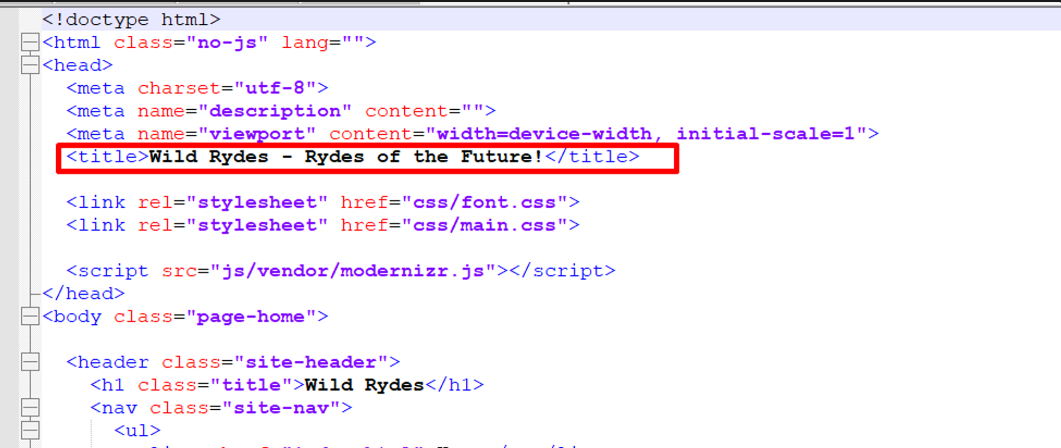 <!doctype html>
<html class="no-js" lang="">
<head>
<meta charset="utf-8">
<meta name="description" content="">
<meta name="viewport" content="width=device-width, initial-scale=1">
<title>Wild Rydes - Rydes of the Future!</title>
<link rel="stylesheet" href="css/font.css">
<link rel="stylesheet" href="css/main.css">
<script src="js/vendor/modernizr.js"></script>
</head>
<body class="page-home">
<header class="site-header">
<h1 class="title">Wild Rydes</h1>
<nav class="site-nav">
<ul>